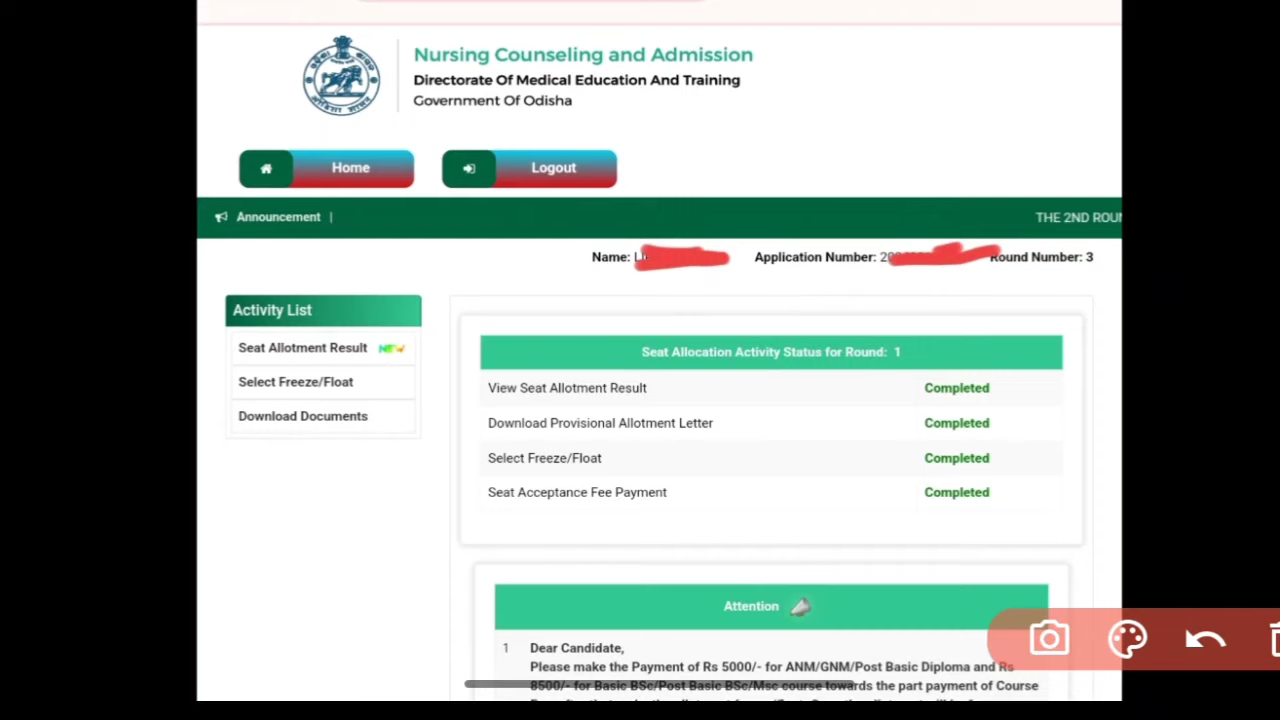 Nursing Counseling and Admission
Directorate Of Medical Education And Training
Government Of Odisha
Home
Logout
Announcement |
THE 2ND ROUN
Name:
Application Number: 20
Round Number: 3
Activity List
Seat Allotment Result NEW
Select Freeze/Float
Download Documents
Seat Allocation Activity Status for Round: 1
View Seat Allotment Result Completed
Download Provisional Allotment Letter Completed
Select Freeze/Float Completed
Seat Acceptance Fee Payment Completed
Attention
1 Dear Candidate,
Please make the Payment of Rs 5000/- for ANM/GNM/Post Basic Diploma and Rs
8500/- for Basic BSc/Post Basic BSc/Msc course towards the part payment of Course